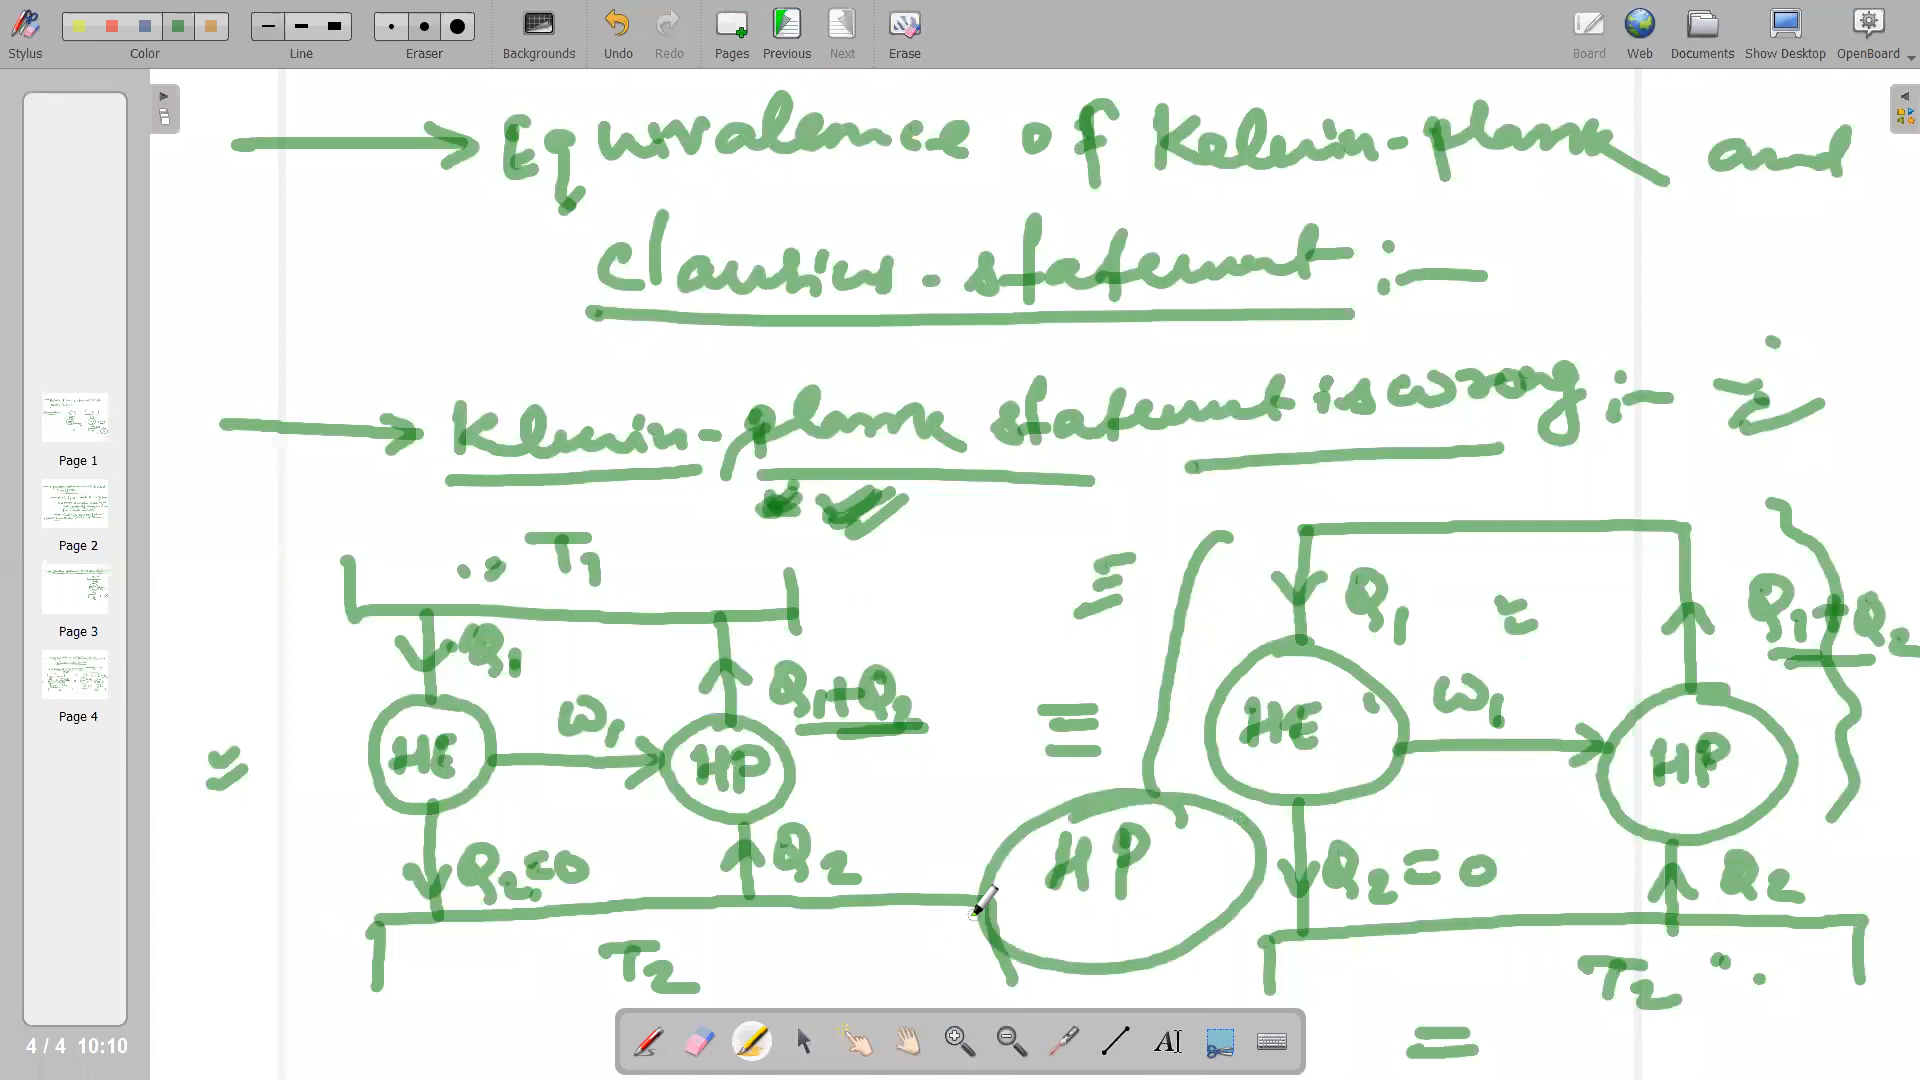 Stylus Color Line Eraser Backgrounds Undo Redo Pages Previous Next Erase Board Web Documents Show Desktop OpenBoard
→ Equivalence of Kelvin-plank and
Clausius-statement :-
→ Klevin-plank statement is wrong :-
T1
Q1
Q1+Q2
HE
W1
HP
Q2=0
Q2
T2
≡
HP
Q1
Q1+Q2
HE
W1
HP
Q2=0
Q2
T2
=
Page 1
Page 2
Page 3
Page 4
4 / 4 10:10
AI